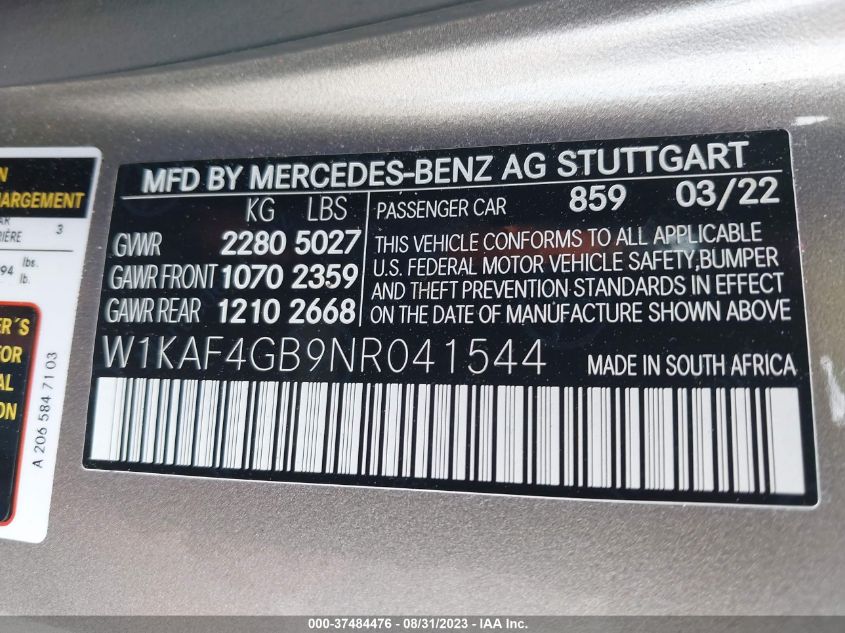 MFD BY MERCEDES-BENZ AG STUTTGART
KG LBS
GVWR 2280 5027
GAWR FRONT 1070 2359
GAWR REAR 1210 2668
PASSENGER CAR 859 03/22
THIS VEHICLE CONFORMS TO ALL APPLICABLE
U.S. FEDERAL MOTOR VEHICLE SAFETY,BUMPER
AND THEFT PREVENTION STANDARDS IN EFFECT
ON THE DATE OF MANUFACTURE SHOWN ABOVE
W1KAF4GB9NR041544 MADE IN SOUTH AFRICA
3
lbs.
lb.
A 206 584 71 03
000-37484476 - 08/31/2023 - © IAA, Inc.